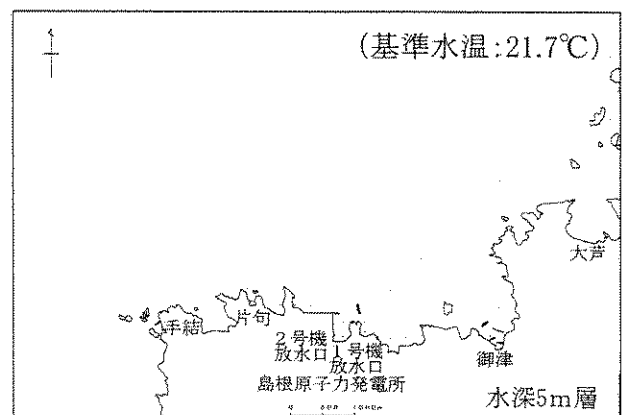 (基準水温:21.7℃)
大芦
手結
片句
2号機
放水口
1号機
放水口
御津
島根原子力発電所
水深5m層